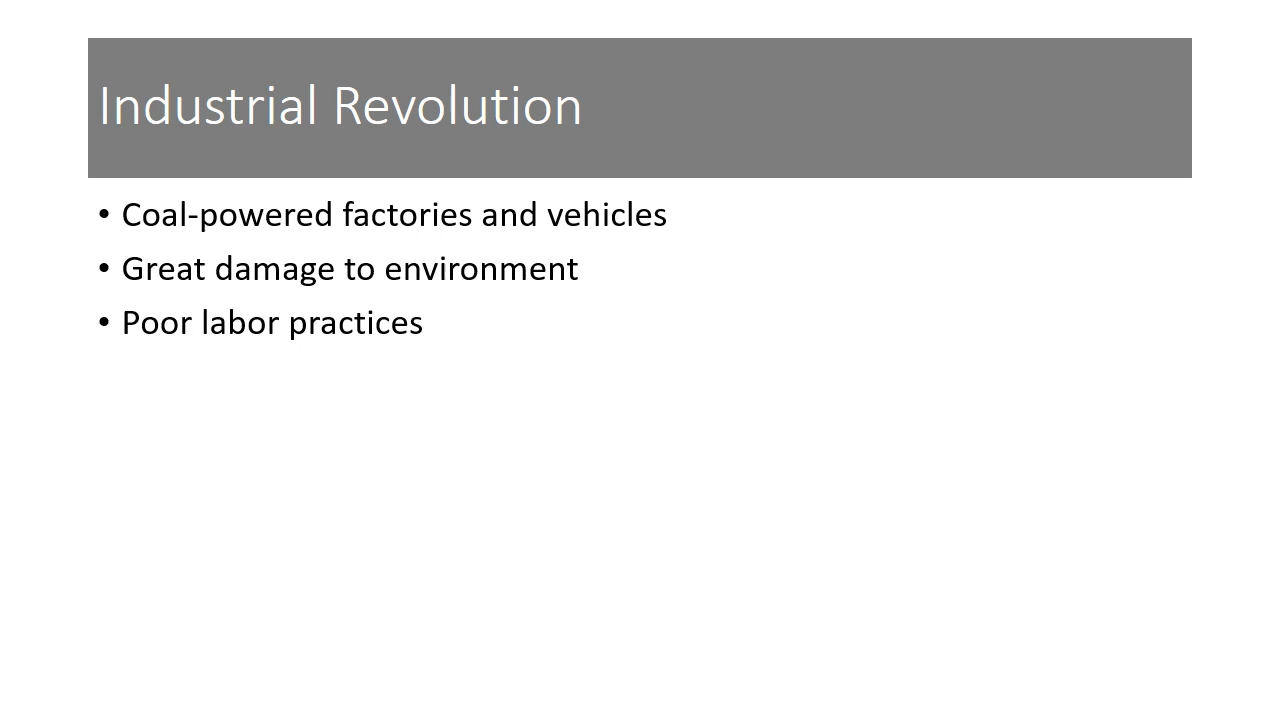 Industrial Revolution
• Coal-powered factories and vehicles
• Great damage to environment
• Poor labor practices